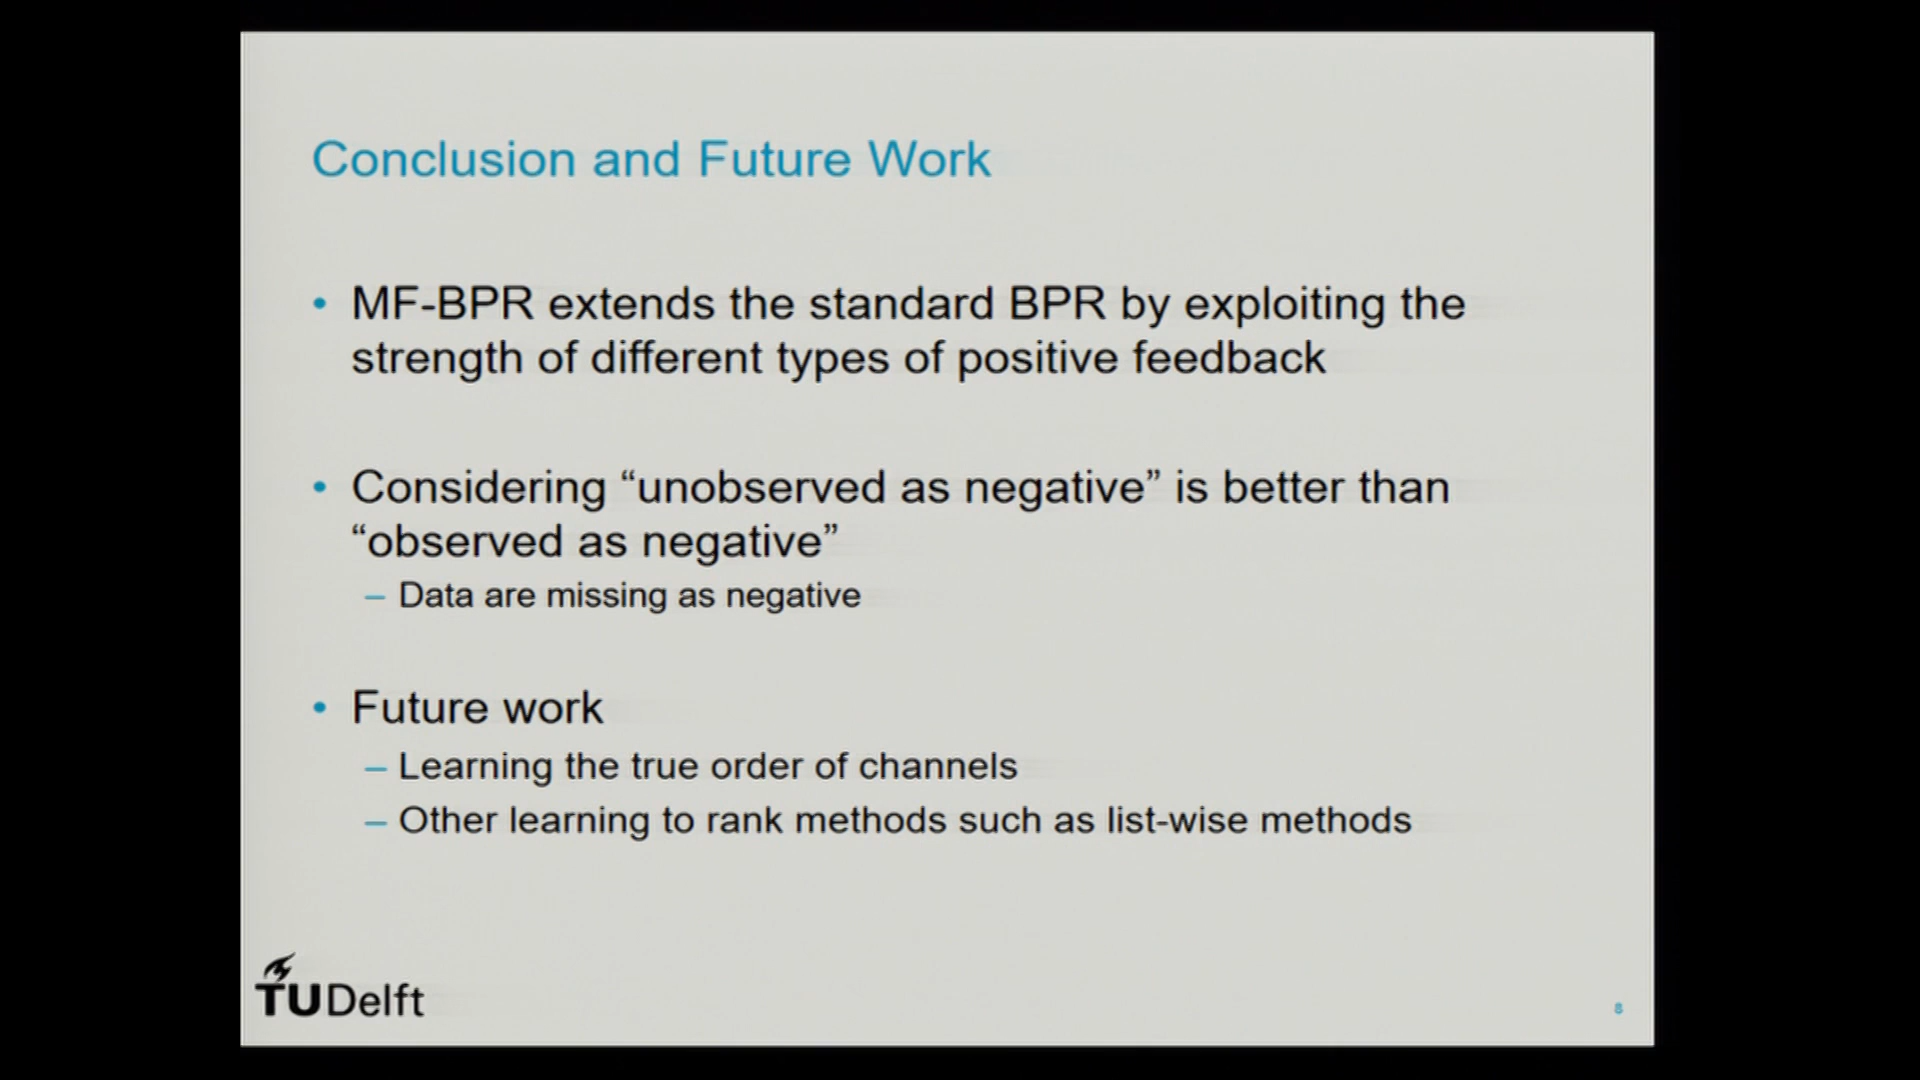 Conclusion and Future Work
• MF-BPR extends the standard BPR by exploiting the
strength of different types of positive feedback
• Considering “unobserved as negative” is better than
“observed as negative”
– Data are missing as negative
• Future work
– Learning the true order of channels
– Other learning to rank methods such as list-wise methods
TUDelft
8